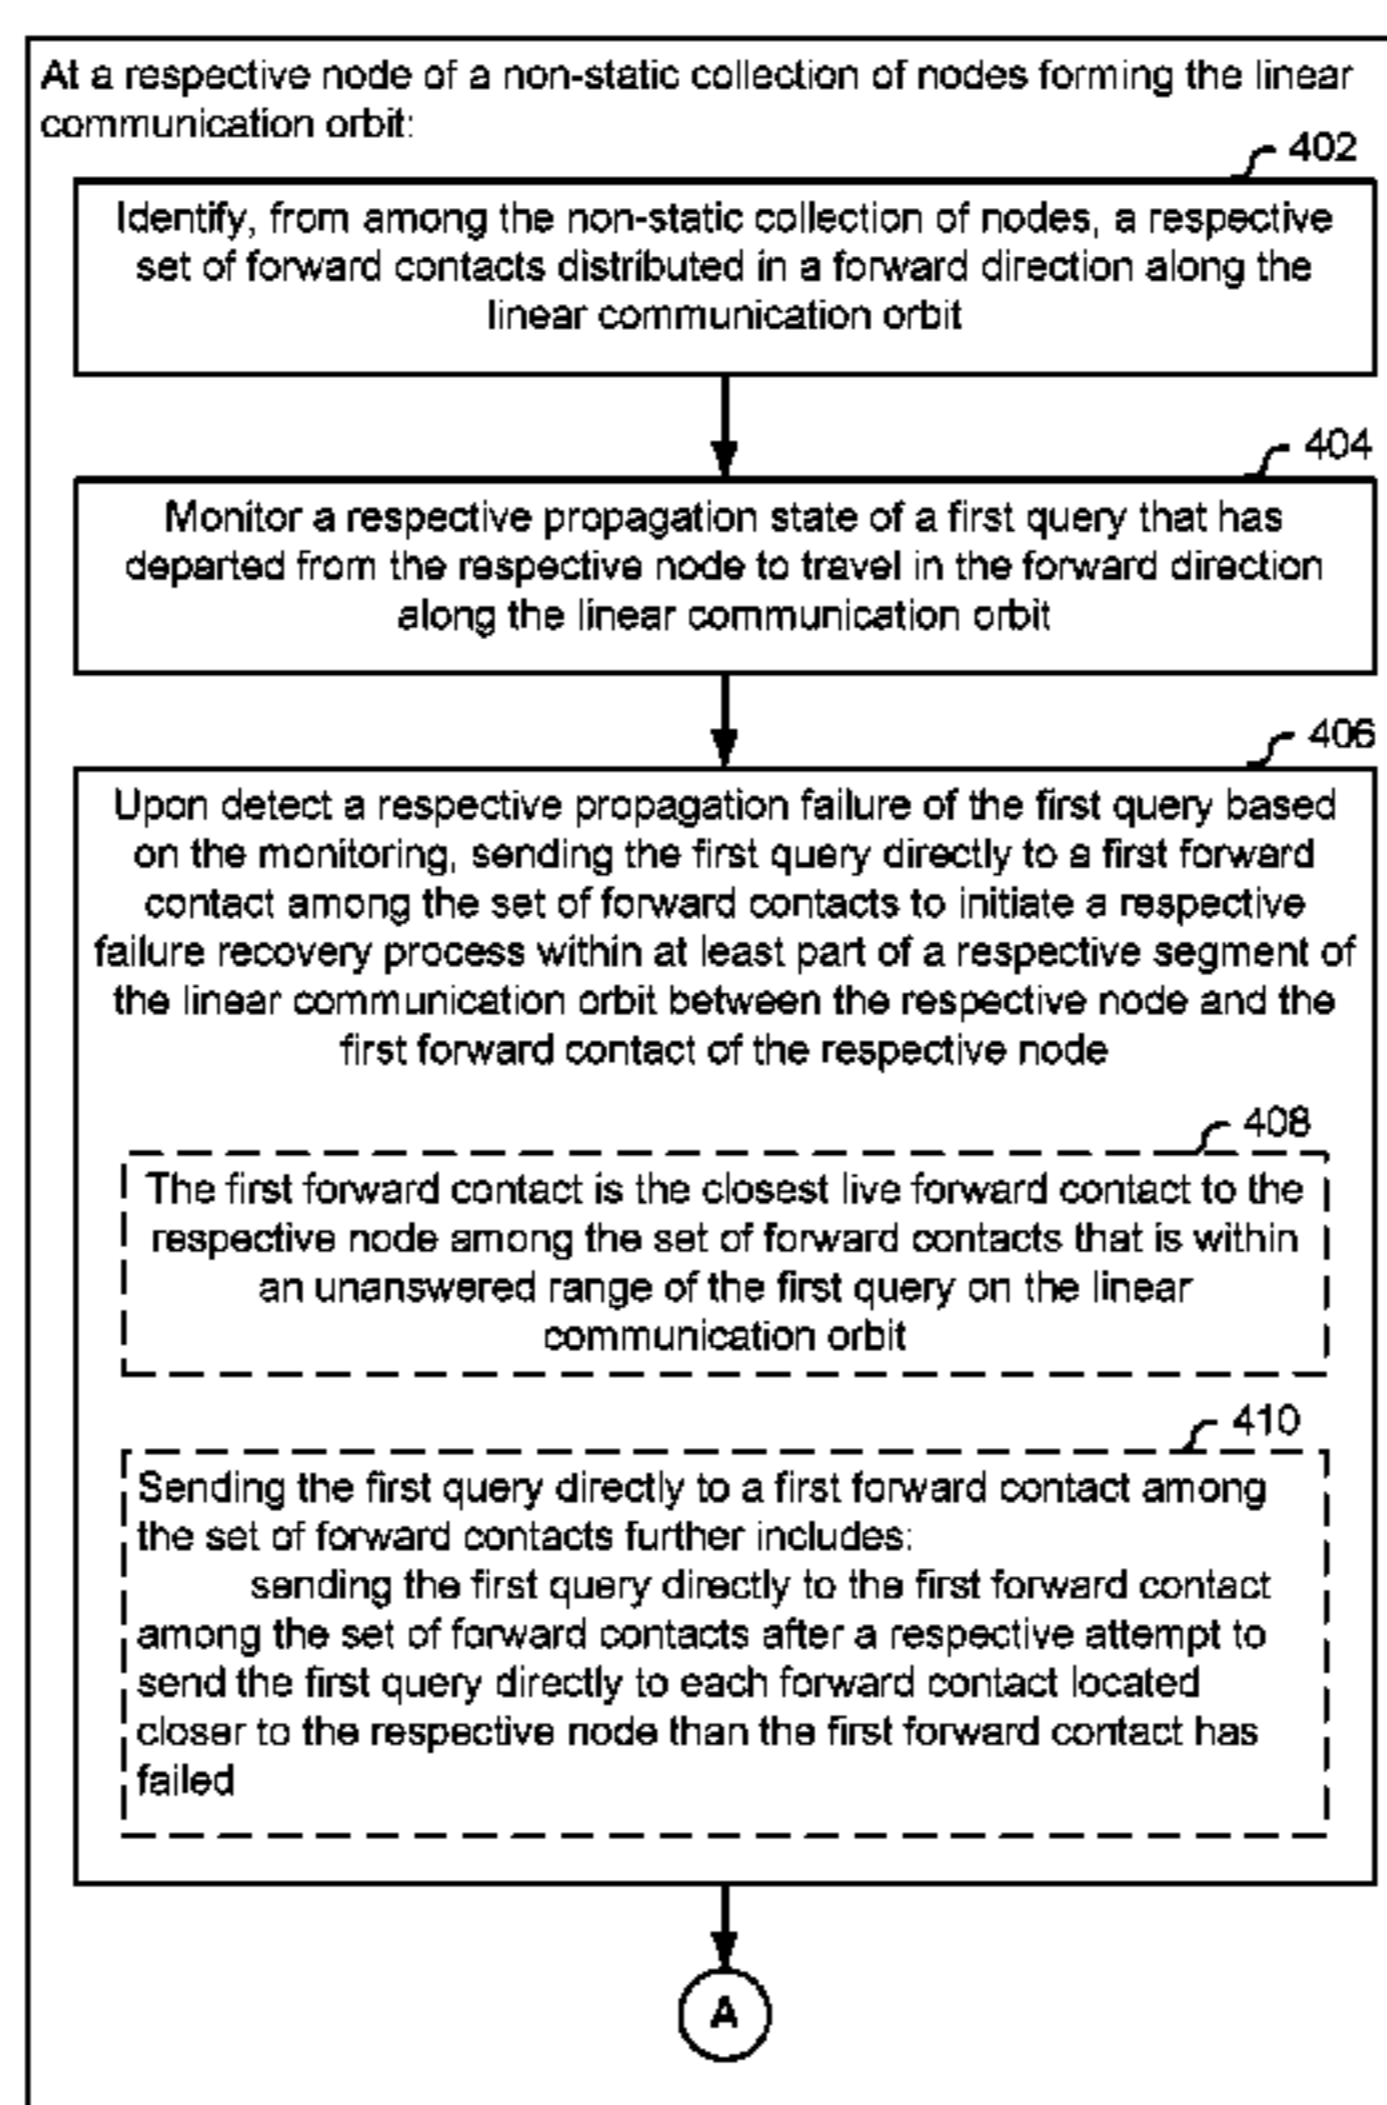 At a respective node of a non-static collection of nodes forming the linear
communication orbit:
402
Identify, from among the non-static collection of nodes, a respective
set of forward contacts distributed in a forward direction along the
linear communication orbit
404
Monitor a respective propagation state of a first query that has
departed from the respective node to travel in the forward direction
along the linear communication orbit
406
Upon detect a respective propagation failure of the first query based
on the monitoring, sending the first query directly to a first forward
contact among the set of forward contacts to initiate a respective
failure recovery process within at least part of a respective segment of
the linear communication orbit between the respective node and the
first forward contact of the respective node
408
The first forward contact is the closest live forward contact to the
respective node among the set of forward contacts that is within
an unanswered range of the first query on the linear
communication orbit
410
Sending the first query directly to a first forward contact among
the set of forward contacts further includes:
sending the first query directly to the first forward contact
among the set of forward contacts after a respective attempt to
send the first query directly to each forward contact located
closer to the respective node than the first forward contact has
failed
A